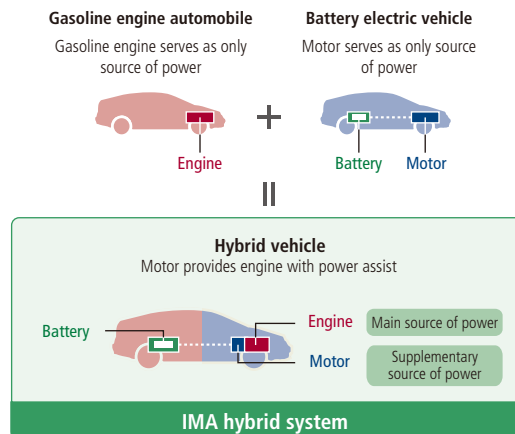 Gasoline engine automobile
Gasoline engine serves as only
source of power
Engine
Battery electric vehicle
Motor serves as only source
of power
Battery
Motor
Hybrid vehicle
Motor provides engine with power assist
Battery
Engine
Main source of power
Motor
Supplementary
source of power
IMA hybrid system